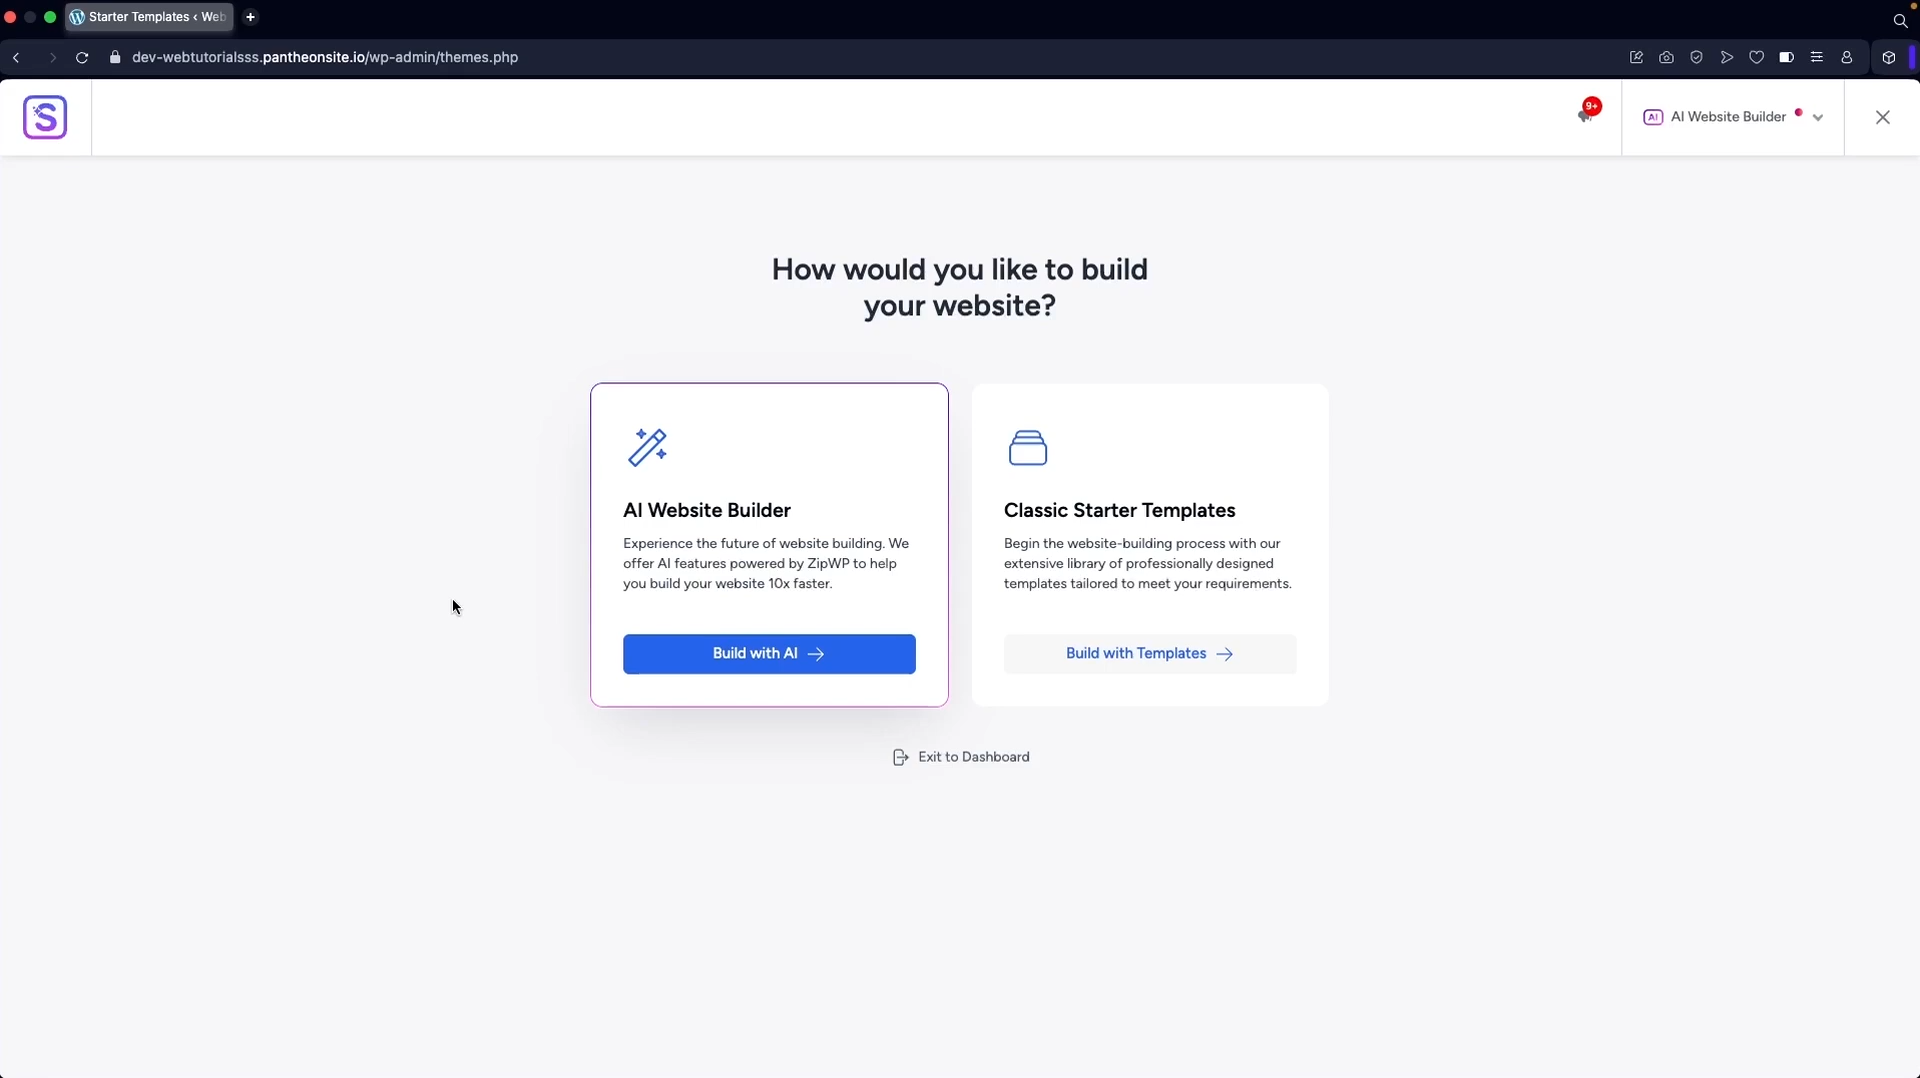 Starter Templates ‹ Web
dev-webtutorialsss.pantheonsite.io/wp-admin/themes.php
S
9+
AI
AI Website Builder
How would you like to build
your website?
AI Website Builder
Experience the future of website building. We
offer AI features powered by ZipWP to help
you build your website 10x faster.
Build with AI
Classic Starter Templates
Begin the website-building process with our
extensive library of professionally designed
templates tailored to meet your requirements.
Build with Templates
Exit to Dashboard